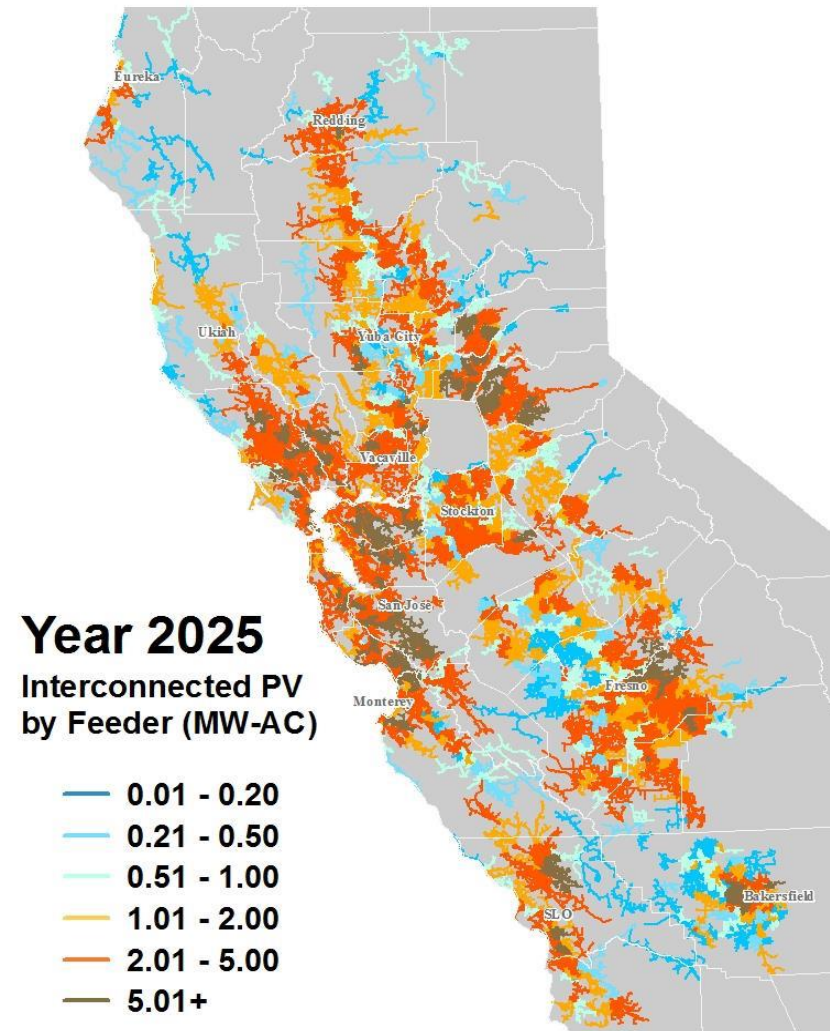 Eureka
Redding
Ukiah
Yuba City
Vacaville
Stockton
San Jose
Monterey
Fresno
SLO
Bakersfield
Year 2025
Interconnected PV
by Feeder (MW-AC)
0.01 - 0.20
0.21 - 0.50
0.51 - 1.00
1.01 - 2.00
2.01 - 5.00
5.01+